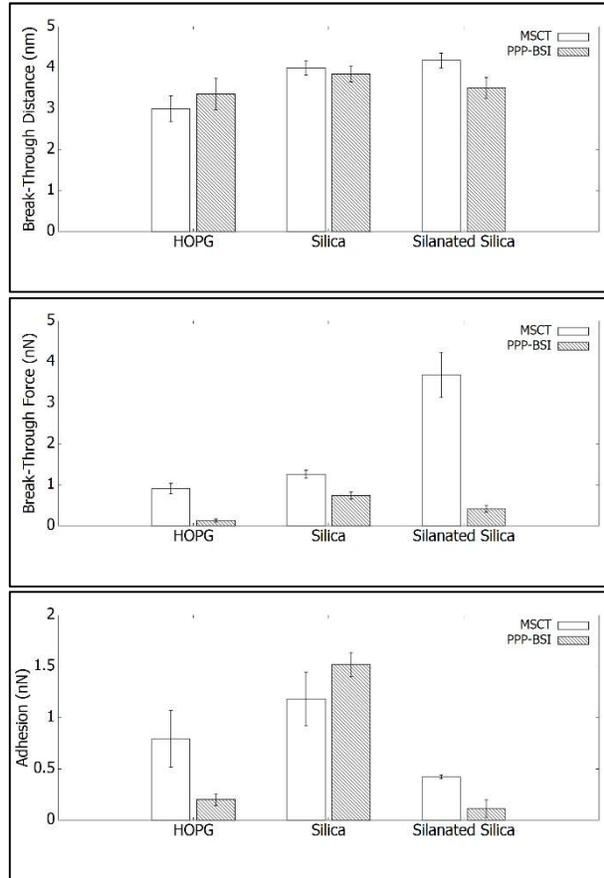 Break-Through Distance (nm)
5
4
3
2
1
0
MSCT
PPP-BSI
HOPG Silica Silanated Silica
Break-Through Force (nN)
5
4
3
2
1
0
MSCT
PPP-BSI
HOPG Silica Silanated Silica
Adhesion (nN)
2
1.5
1
0.5
0
MSCT
PPP-BSI
HOPG Silica Silanated Silica